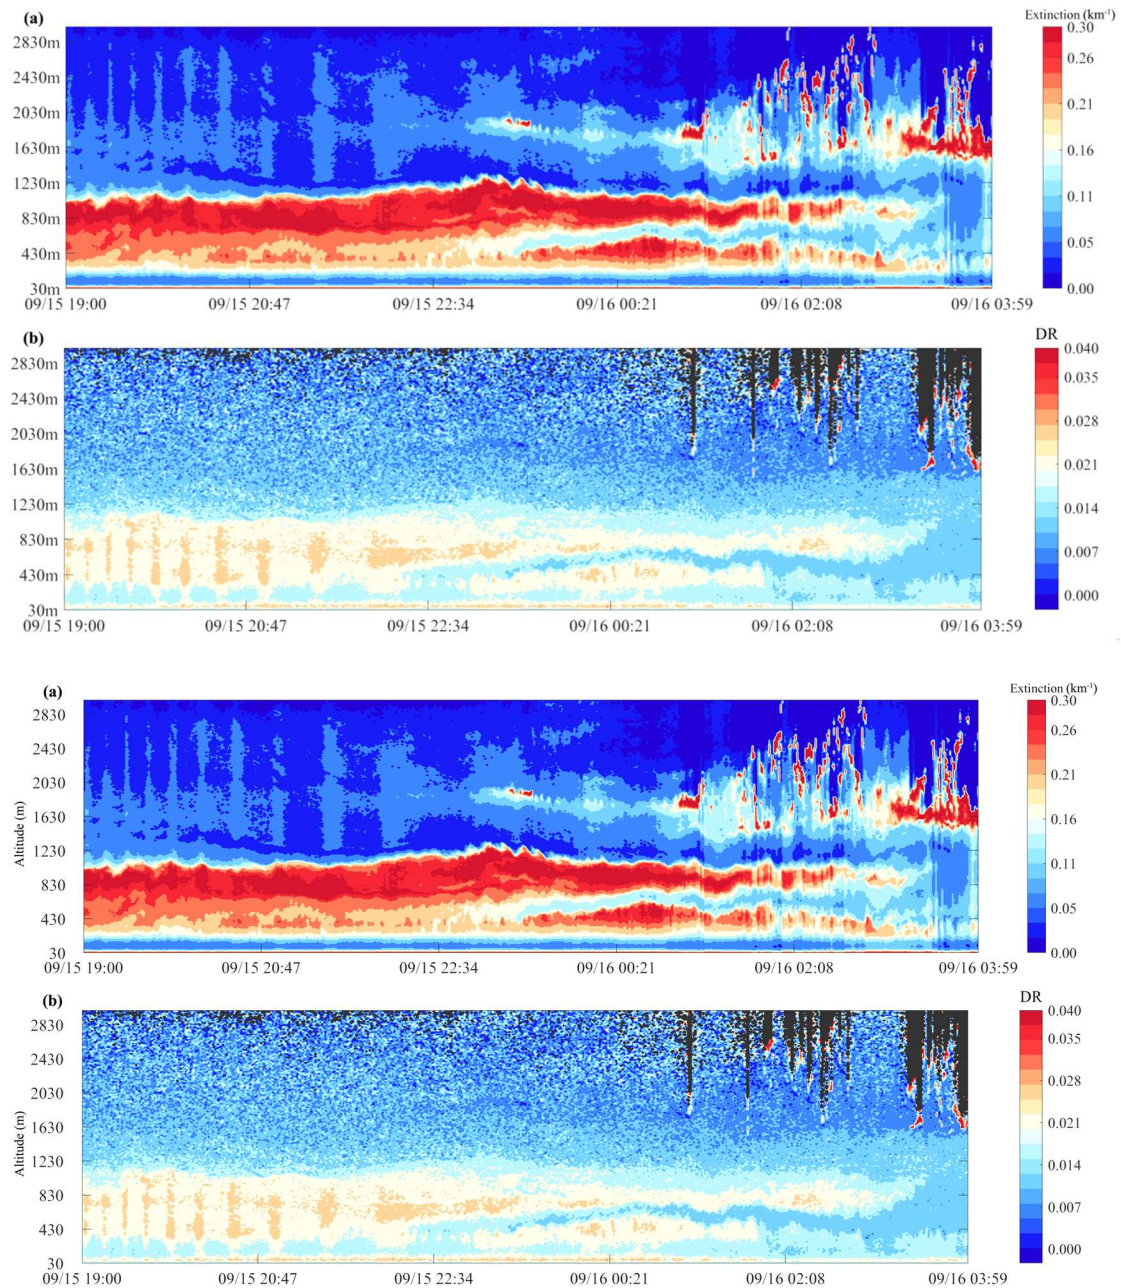 (a)
Extinction (km⁻¹)
2830m
2430m
2030m
1630m
1230m
830m
430m
30m
0.30
0.26
0.21
0.16
0.11
0.05
0.00
09/15 19:00 09/15 20:47 09/15 22:34 09/16 00:21 09/16 02:08 09/16 03:59
(b)
DR
2830m
2430m
2030m
1630m
1230m
830m
430m
30m
0.040
0.035
0.028
0.021
0.014
0.007
0.000
09/15 19:00 09/15 20:47 09/15 22:34 09/16 00:21 09/16 02:08 09/16 03:59
(a)
Extinction (km⁻¹)
Altitude (m)
2830
2430
2030
1630
1230
830
430
30
0.30
0.26
0.21
0.16
0.11
0.05
0.00
09/15 19:00 09/15 20:47 09/15 22:34 09/16 00:21 09/16 02:08 09/16 03:59
(b)
DR
Altitude (m)
2830
2430
2030
1630
1230
830
430
30
0.040
0.035
0.028
0.021
0.014
0.007
0.000
09/15 19:00 09/15 20:47 09/15 22:34 09/16 00:21 09/16 02:08 09/16 03:59